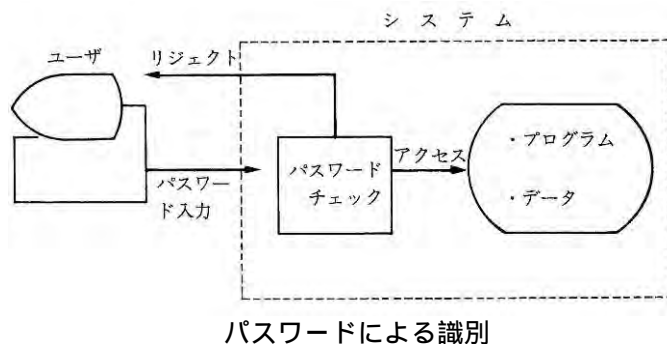 システム
ユーザ
リジェクト
パスワー
ド入力
パスワード
チェック
アクセス
・プログラム
・データ
パスワードによる識別